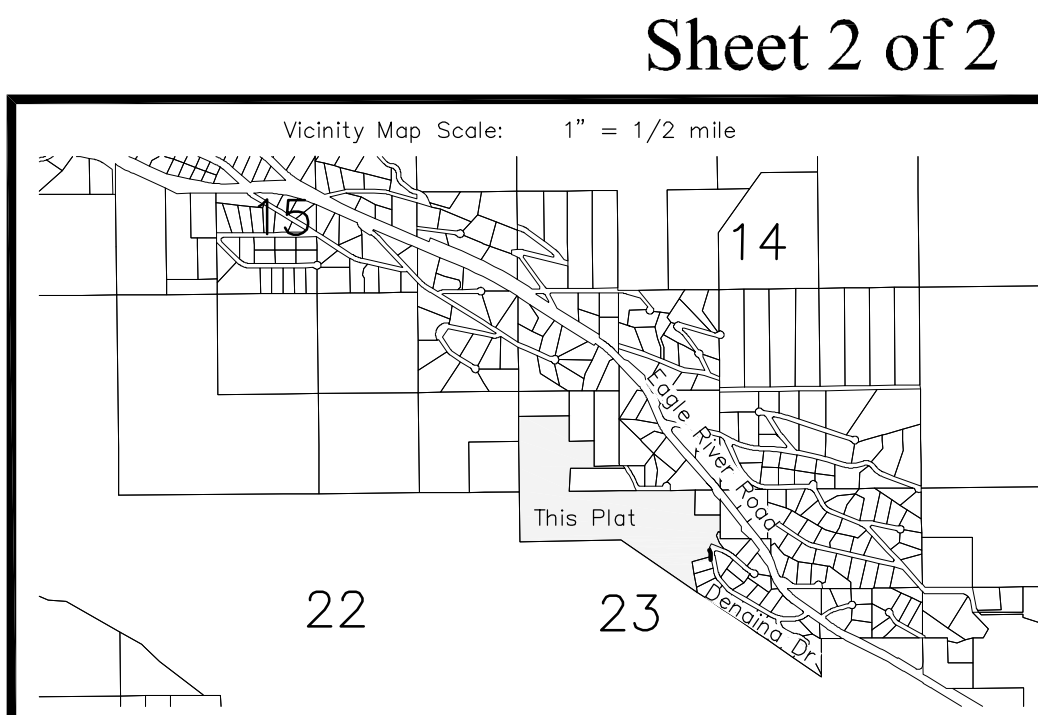 Sheet 2 of 2
Vicinity Map Scale: 1" = 1/2 mile
15
14
Eagle River Road
This Plat
22
23
Denaina Dr